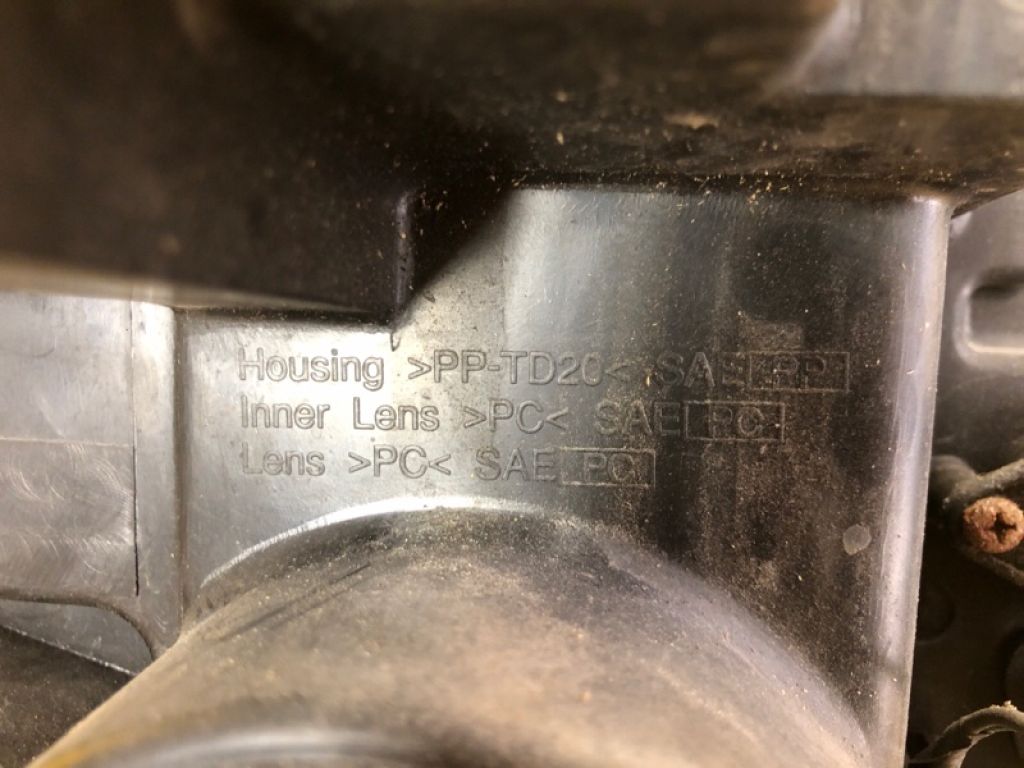 Housing >PP-TD20< SAE PP
Inner Lens >PC< SAE PC
Lens >PC< SAE PC